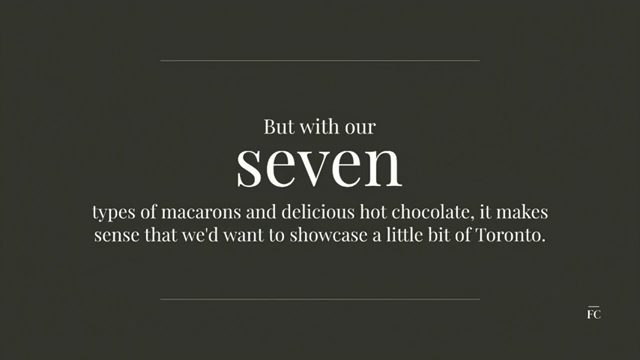 But with our
seven
types of macarons and delicious hot chocolate, it makes
sense that we'd want to showcase a little bit of Toronto.
FC